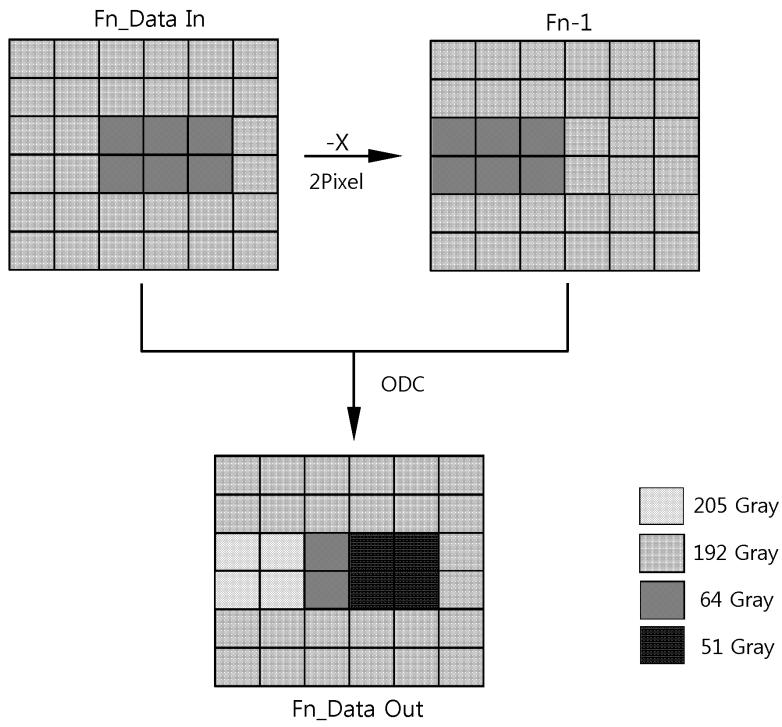 Fn_Data In
Fn-1
-X
2Pixel
ODC
205 Gray
192 Gray
64 Gray
51 Gray
Fn_Data Out